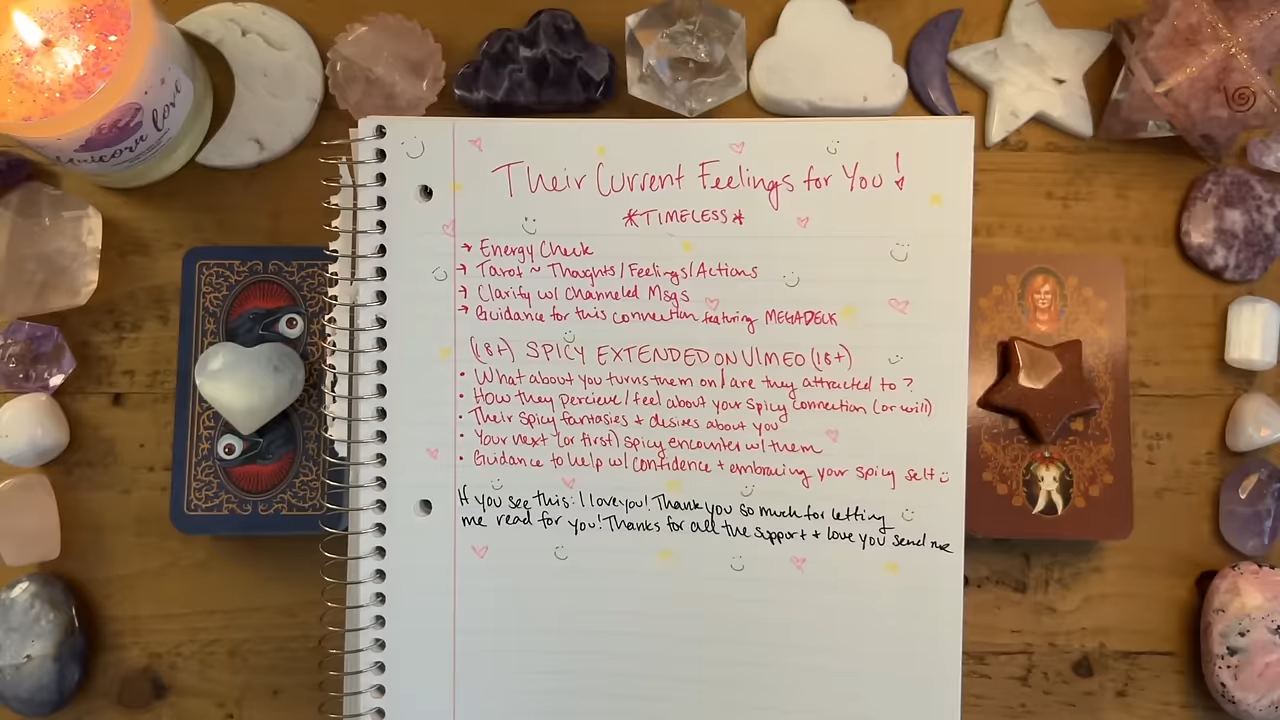 Unicorn love
Their Current Feelings for You!
*TIMELESS*
→ Energy Check
→ Tarot ~ Thoughts/Feelings/Actions
→ Clarify w/ Channeled Msgs
→ Guidance for this connection featuring MEGADECK
(18+) SPICY EXTENDED ON VIMEO (18+)
• What about you turns them on/are they attracted to?
• How they percieve/feel about your spicy connection (or will)
• Their spicy fantasies + desires about you
• Your next (or first) spicy encounter w/ them
• Guidance to help w/ confidence + embracing your spicy self :)
If you see this: I love you! Thank you so much for letting
me read for you! Thanks for all the support + love you send me